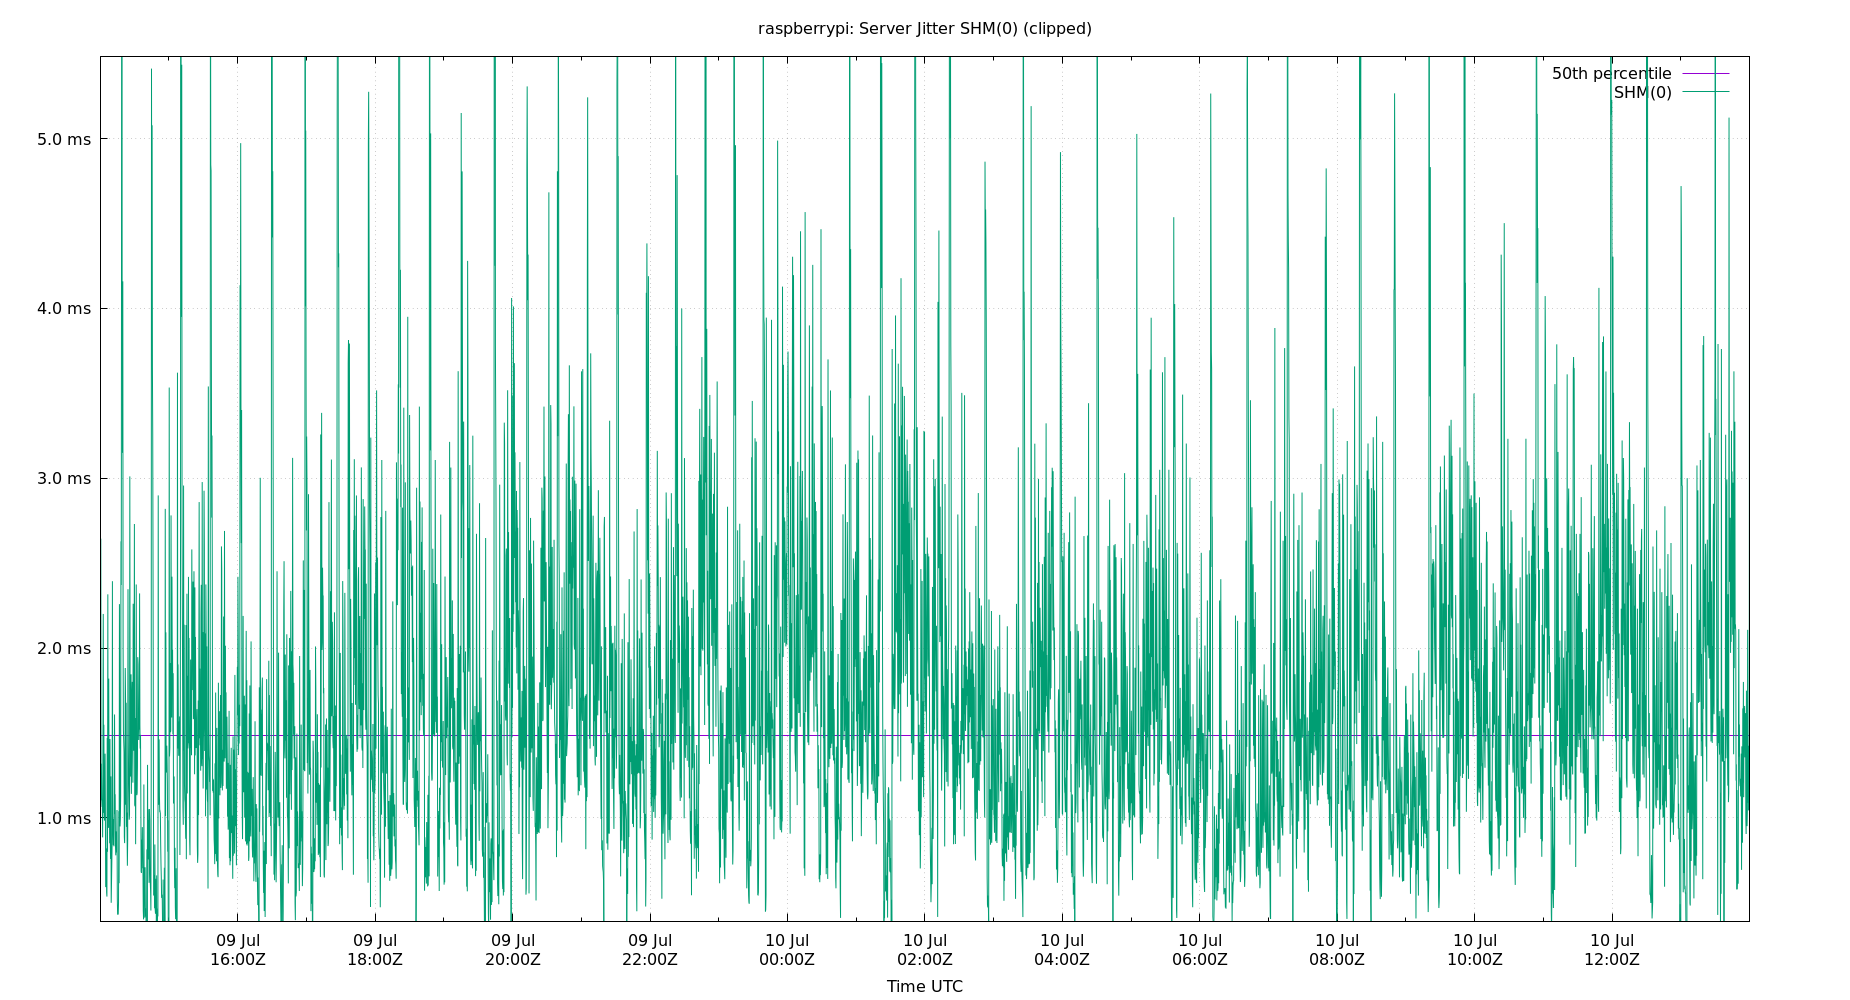 raspberrypi: Server Jitter SHM(0) (clipped)
50th percentile
SHM(0)
5.0 ms
4.0 ms
3.0 ms
2.0 ms
1.0 ms
09 Jul 09 Jul 09 Jul 09 Jul 10 Jul 10 Jul 10 Jul 10 Jul 10 Jul 10 Jul 10 Jul
16:00Z 18:00Z 20:00Z 22:00Z 00:00Z 02:00Z 04:00Z 06:00Z 08:00Z 10:00Z 12:00Z
Time UTC